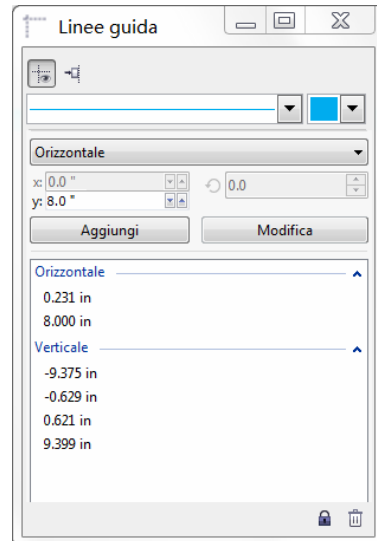 Linee guida
Orizzontale
x: 0.0 "
0.0
y: 8.0 "
Aggiungi Modifica
Orizzontale
0.231 in
8.000 in
Verticale
-9.375 in
-0.629 in
0.621 in
9.399 in